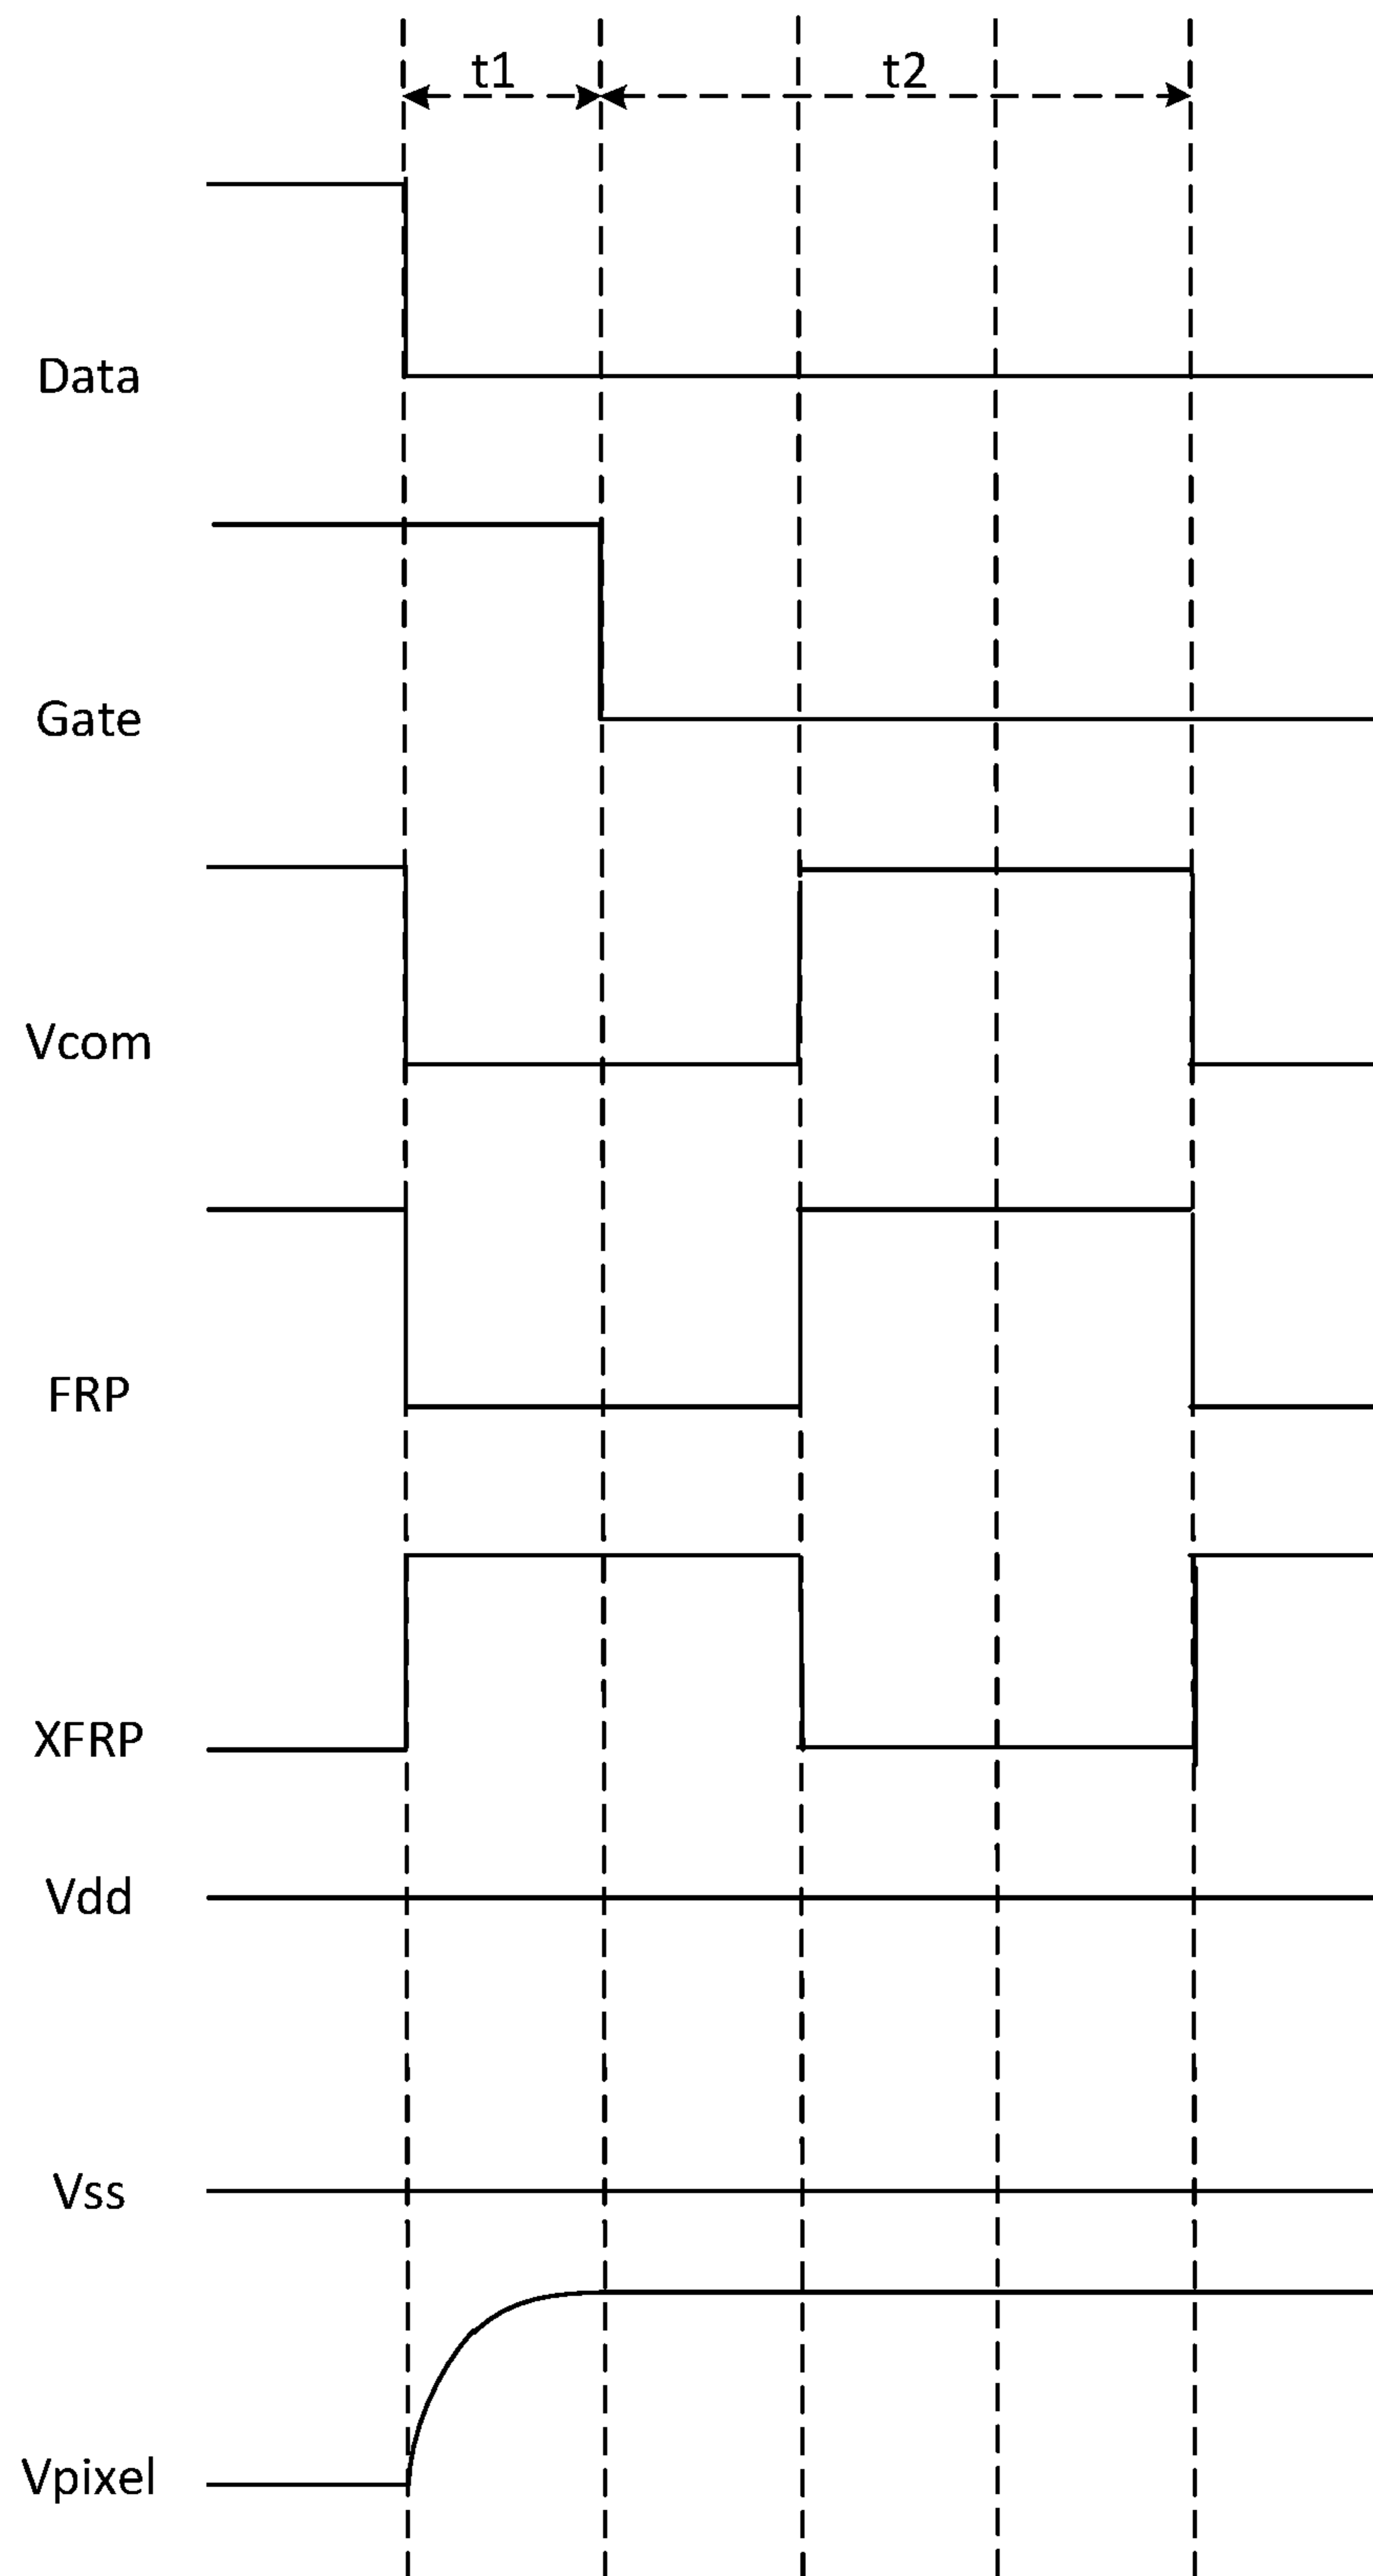 t1 t2
Data
Gate
Vcom
FRP
XFRP
Vdd
Vss
Vpixel